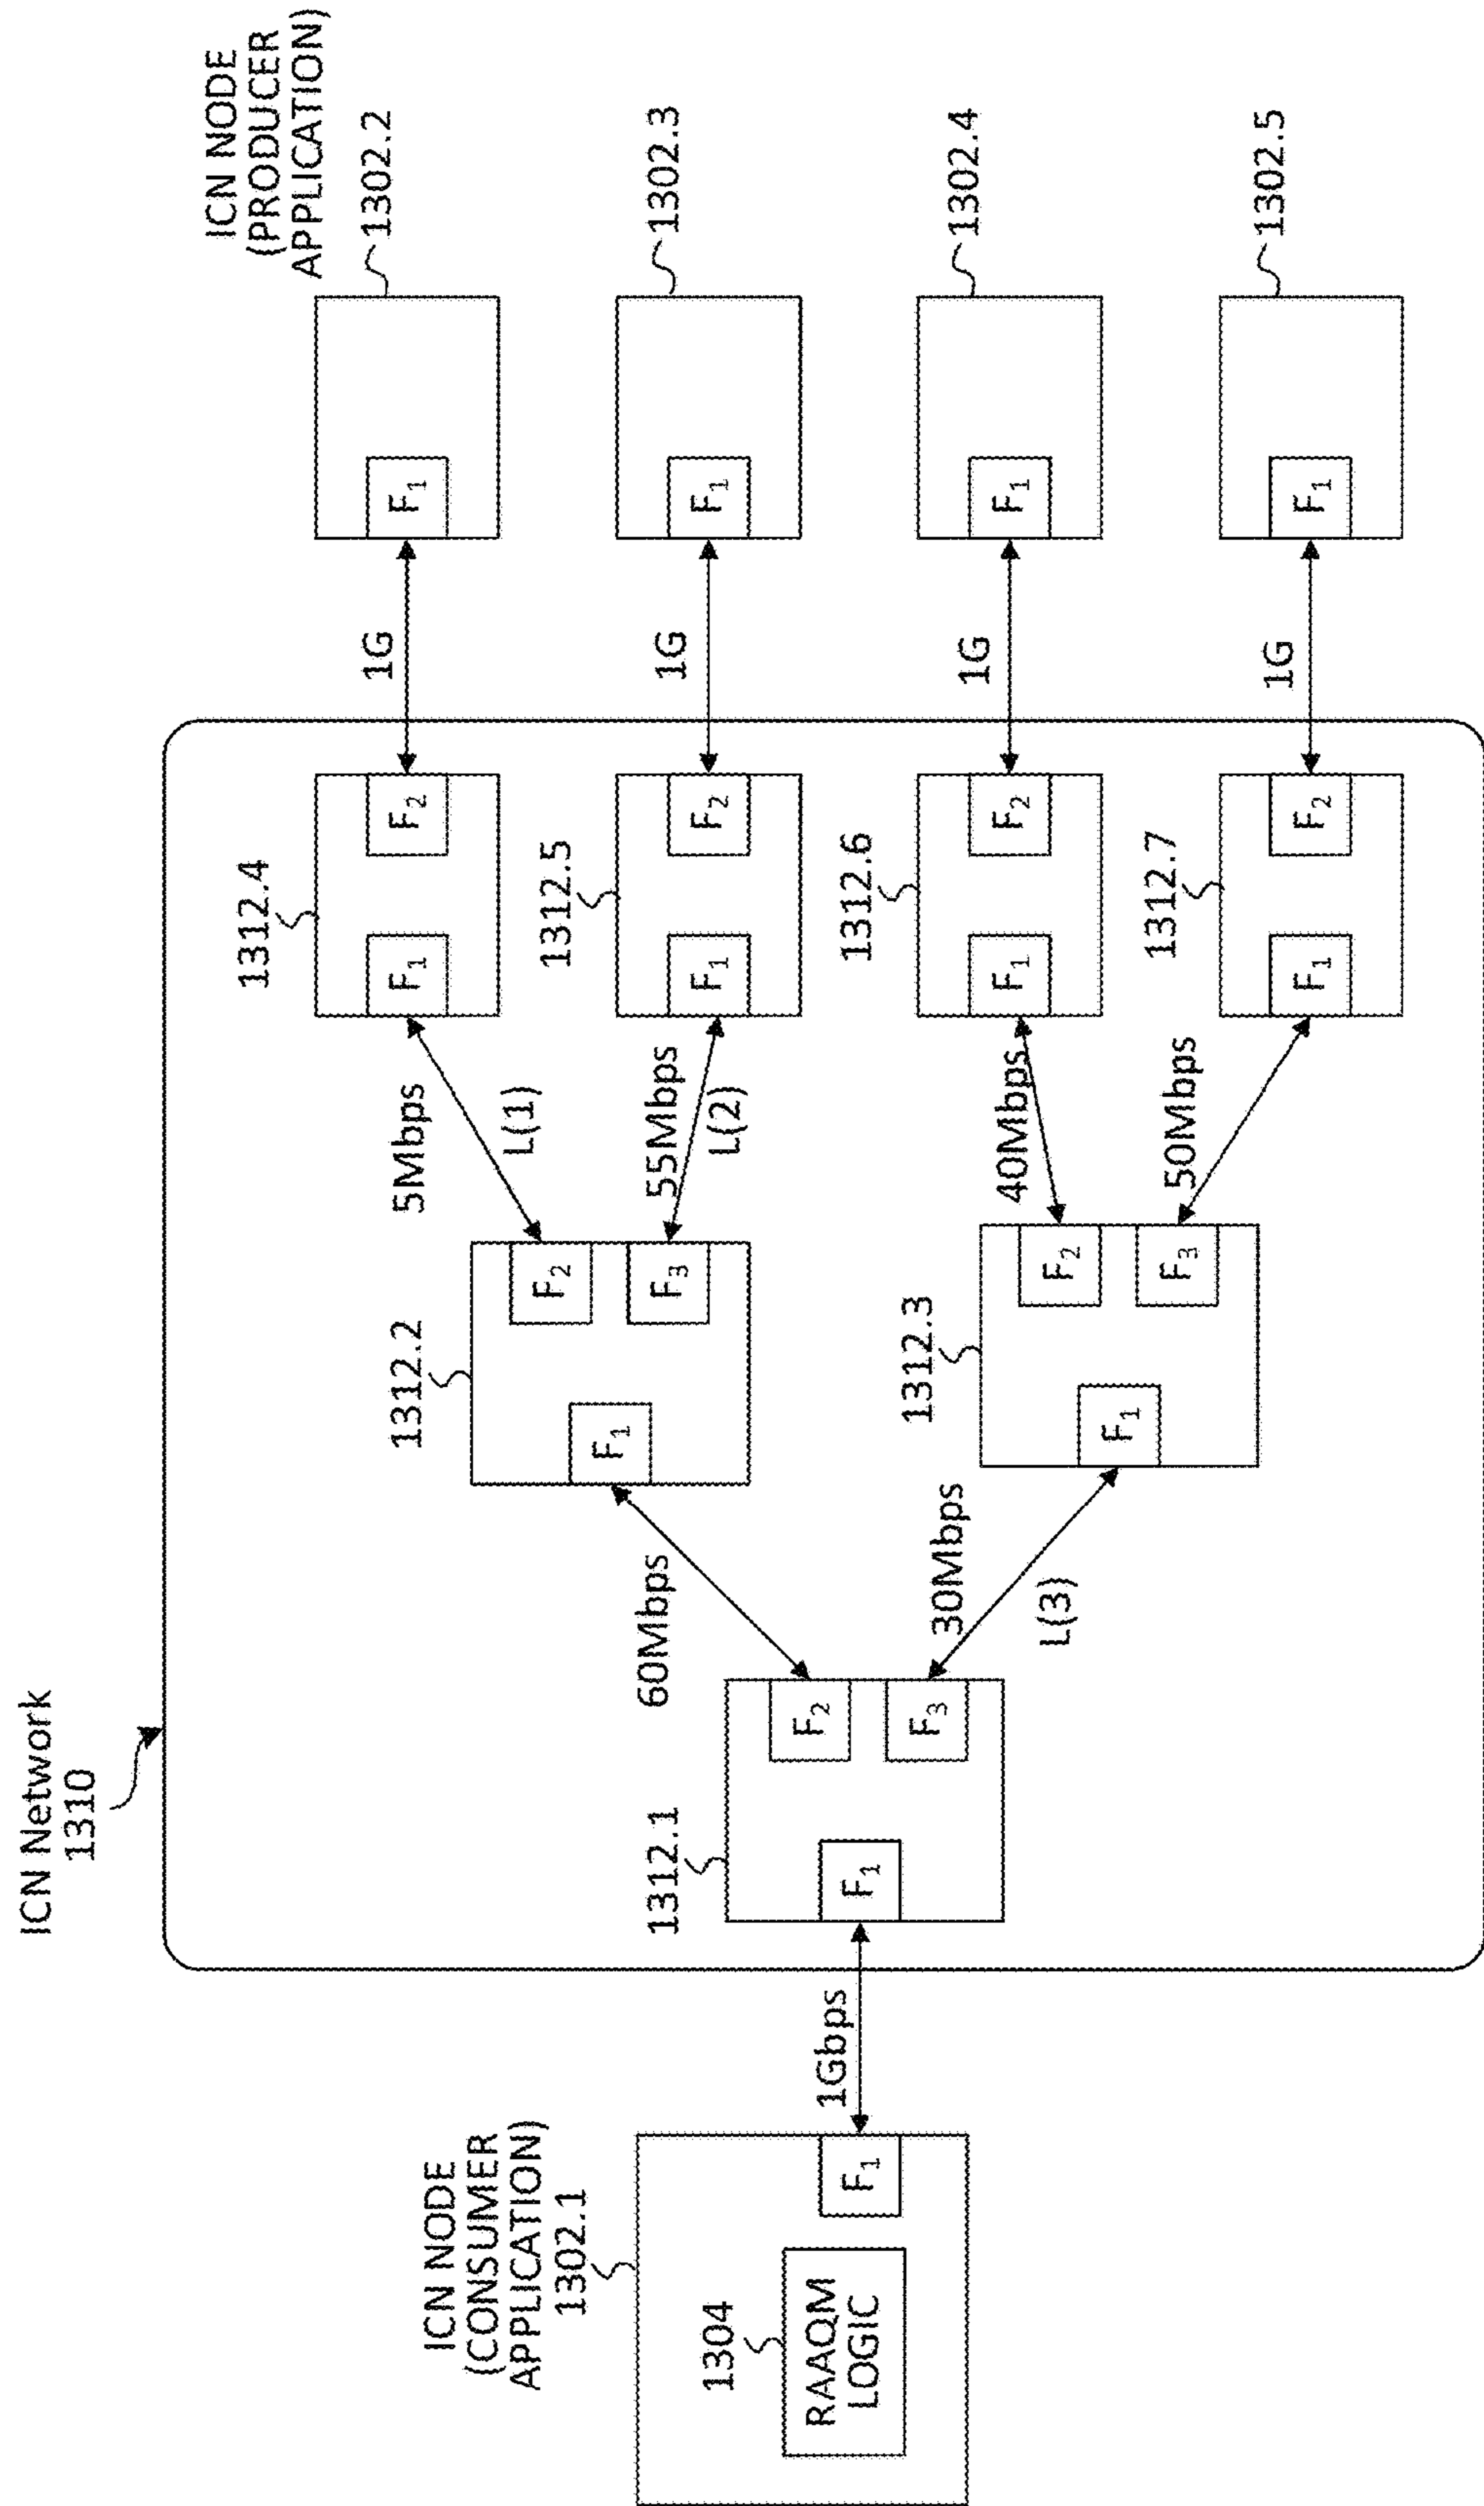 ICN Network
1310
ICN NODE
(PRODUCER
APPLICATION)
1302.2
1302.3
1302.4
1302.5
F1
F1
F1
F1
1G
1G
1G
1G
1312.4
F1
F2
1312.5
F1
F2
1312.6
F1
F2
1312.7
F1
F2
5Mbps
L(1)
55Mbps
L(2)
40Mbps
50Mbps
1312.2
F1
F2
F3
1312.3
F1
F2
F3
60Mbps
30Mbps
L(3)
1312.1
F1
F2
F3
1Gbps
ICN NODE
(CONSUMER
APPLICATION)
1302.1
F1
1304
RAAQM
LOGIC